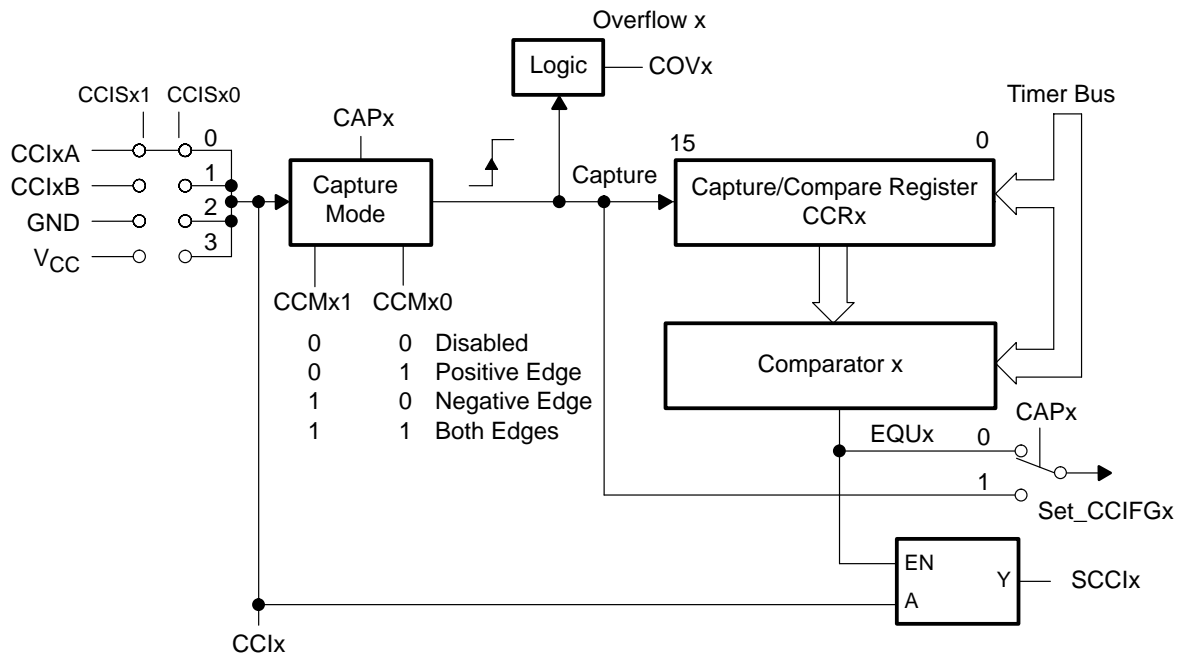 Overflow x
Logic
COVx
CCISx1 CCISx0
Timer Bus
CAPx
0
CCIxA
1
CCIxB
2
GND
3
VCC
Capture
Mode
Capture
15 0
Capture/Compare Register
CCRx
CCMx1 CCMx0
0 0 Disabled
0 1 Positive Edge
1 0 Negative Edge
1 1 Both Edges
Comparator x
CAPx
EQUx 0
1
Set_CCIFGx
EN
Y
A
SCCIx
CCIx